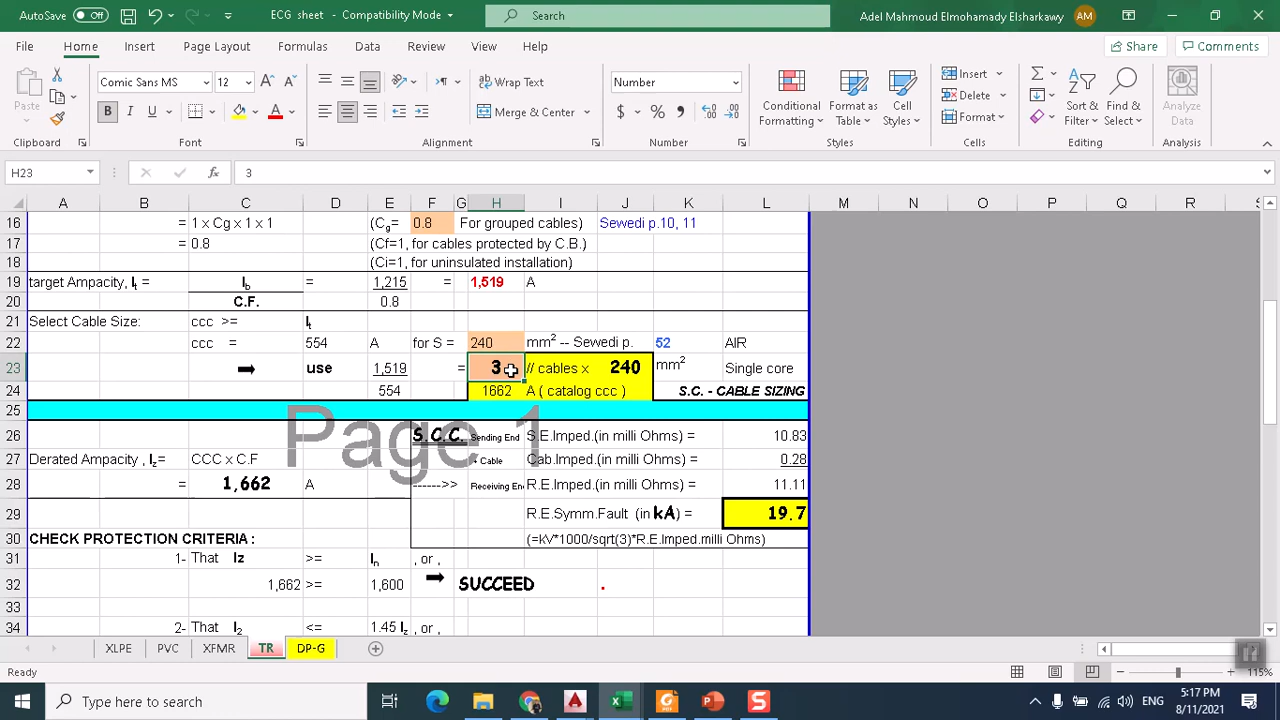 AutoSave Off
ECG sheet - Compatibility Mode
Search
Adel Mahmoud Elmohamady Elsharkawy AM
File Home Insert Page Layout Formulas Data Review View Help
Share Comments
Paste
Comic Sans MS 12
Wrap Text
Number
Conditional Formatting
Format as Table
Cell Styles
Insert
Delete
Format
Sort & Filter
Find & Select
Analyze Data
B I U
Merge & Center
$ % ,
Clipboard Font Alignment Number Styles Cells Editing Analysis
H23 fx 3
A B C D E F G H I J K L M N O P Q R S
16 = 1 x Cg x 1 x 1 (Cg= 0.8 For grouped cables) Sewedi p.10, 11
17 = 0.8 (Cf=1, for cables protected by C.B.)
18 (Ci=1, for uninsulated installation)
19 target Ampacity, It = Ib = 1,215 = 1,519 A
20 C.F. 0.8
21 Select Cable Size: ccc >= It
22 ccc = 554 A for S = 240 mm2 -- Sewedi p. 52 AIR
23 ➡ use 1,519 = 3 // cables x 240 mm2 Single core
24 554 1662 A ( catalog ccc ) S.C. - CABLE SIZING
25
Page 1
26 S.C.C. Sending End S.E.Imped.(in milli Ohms) = 10.83
27 Derated Ampacity , Iz= CCC x C.F + Cable Cab.Imped.(in milli Ohms) = 0.28
28 = 1,662 A ------>> Receiving En R.E.Imped.(in milli Ohms) = 11.11
29 R.E.Symm.Fault (in kA) = 19.7
30 CHECK PROTECTION CRITERIA : (=kV*1000/sqrt(3)*R.E.Imped.milli Ohms)
31 1- That Iz >= In , or ,
32 1,662 >= 1,600 ➡ SUCCEED .
33
34 2- That I2 <= 1.45 Iz , or ,
XLPE PVC XFMR TR DP-G
Ready 115%
Type here to search
ENG
5:17 PM
8/11/2021